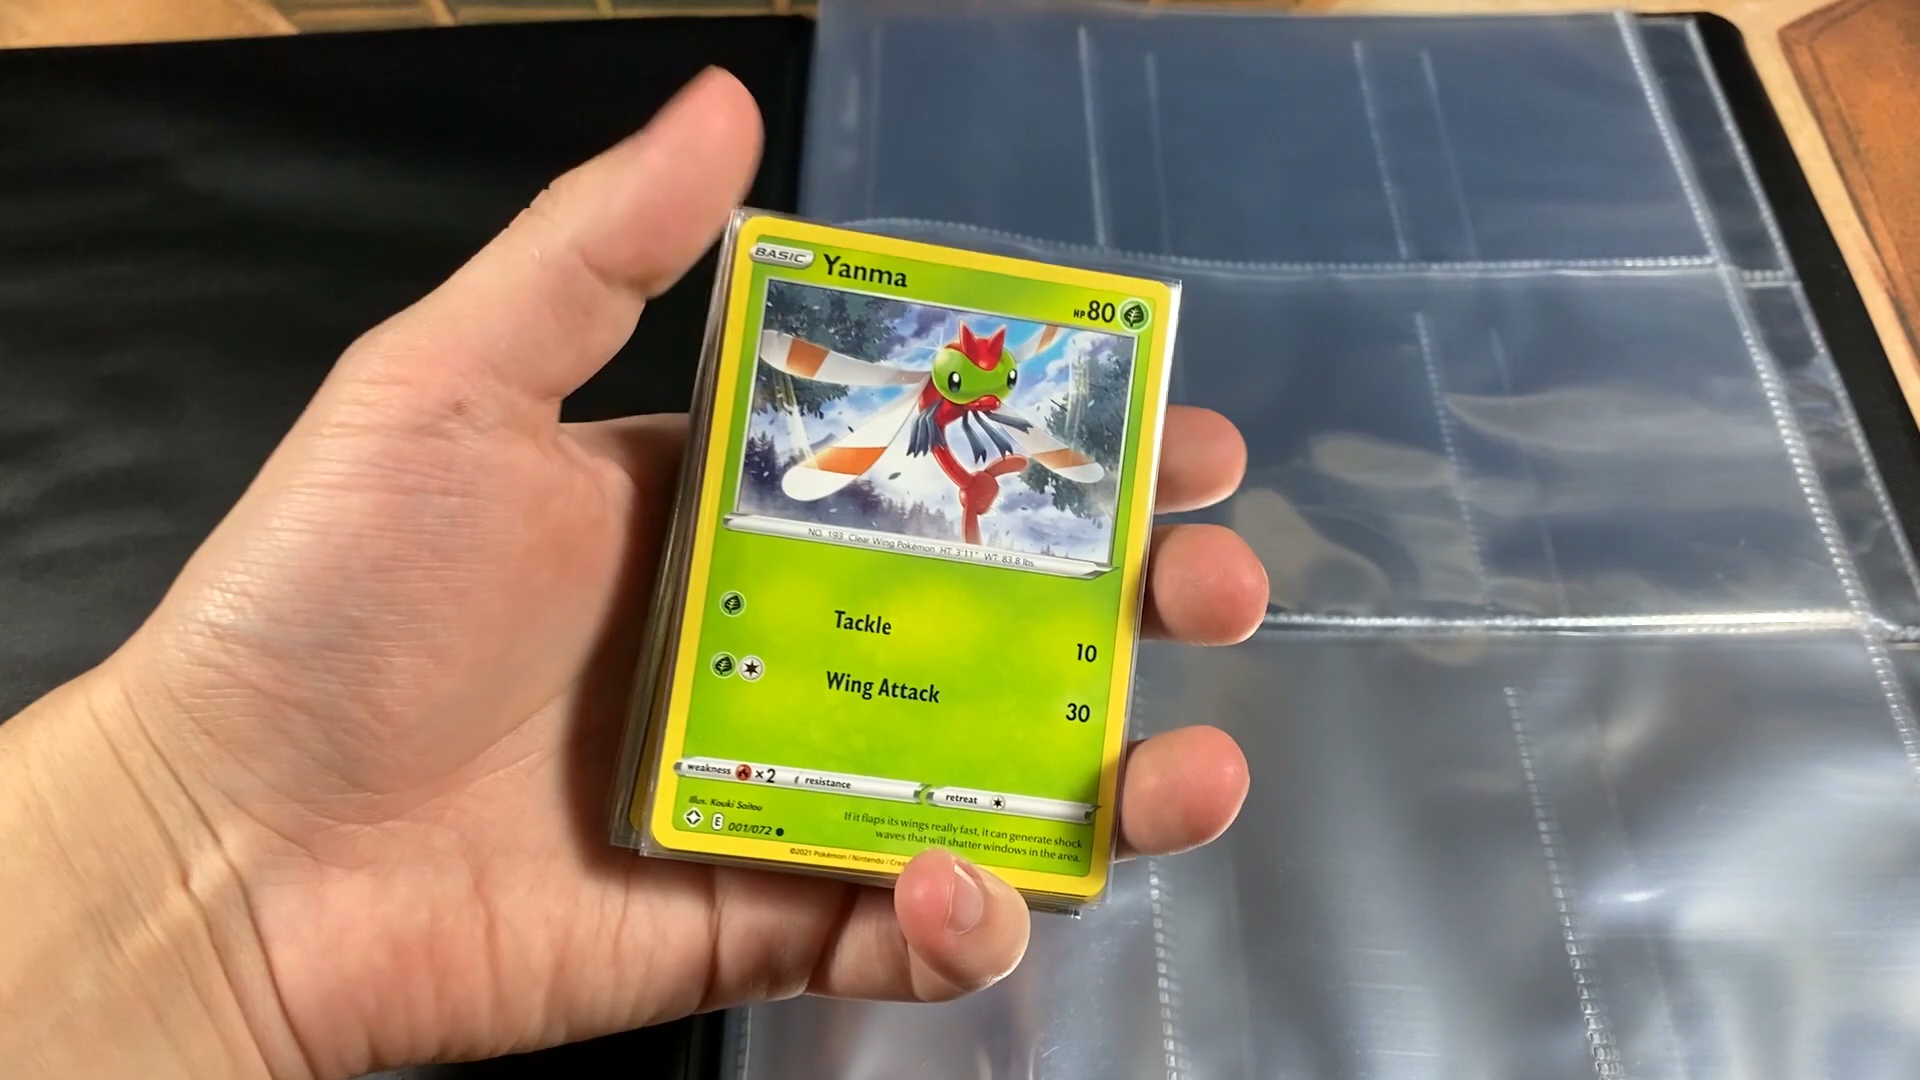 BASIC Yanma HP 80
NO. 193 Clear Wing Pokémon HT: 3'11" WT: 83.8 lbs.
Tackle 10
Wing Attack 30
weakness ×2 resistance retreat
Illus. Kouki Saitou
If it flaps its wings really fast, it can generate shock
waves that will shatter windows in the area.
E 001/072
©2021 Pokémon / Nintendo /